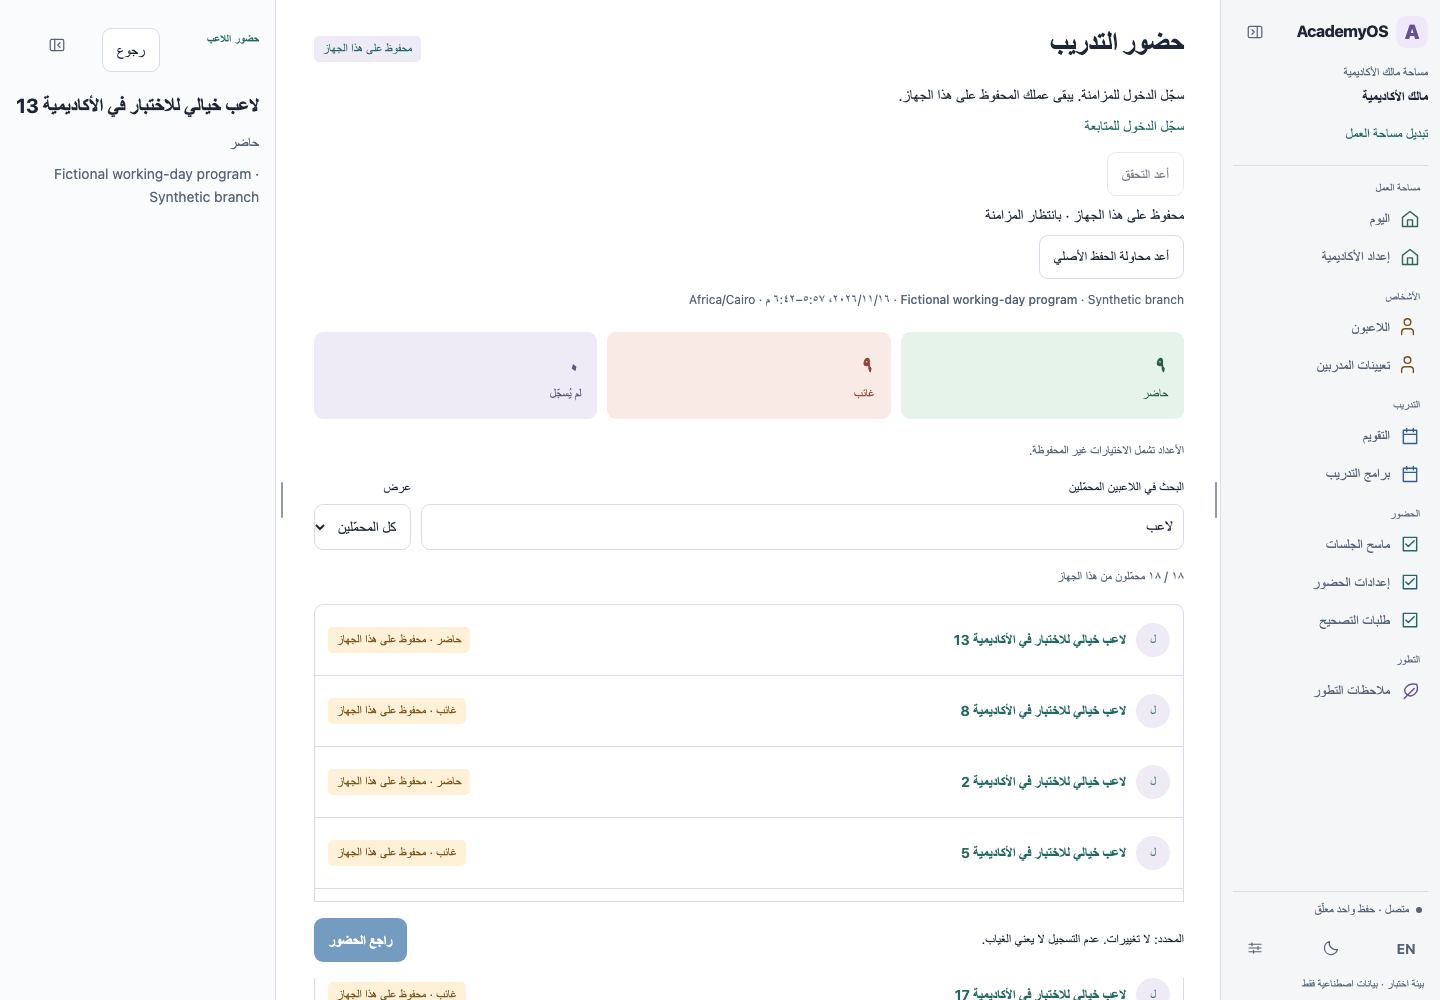 A AcademyOS
مساحة مالك الأكاديمية
مالك الأكاديمية
تبديل مساحة العمل
مساحة العمل
اليوم
إعداد الأكاديمية
الأشخاص
اللاعبون
تعيينات المدربين
التدريب
التقويم
برامج التدريب
الحضور
ماسح الجلسات
إعدادات الحضور
طلبات التصحيح
التطور
ملاحظات التطور
متصل · حفظ واحد معلّق
EN
بيئة اختبار · بيانات اصطناعية فقط
حضور التدريب
محفوظ على هذا الجهاز
سجّل الدخول للمزامنة. يبقى عملك المحفوظ على هذا الجهاز.
سجّل الدخول للمتابعة
أعد التحقق
محفوظ على هذا الجهاز · بانتظار المزامنة
أعد محاولة الحفظ الأصلي
Africa/Cairo · ٢٠٢٦/١١/١٦، ٥:٥٧–٦:٤٢ م · Fictional working-day program · Synthetic branch
٩
حاضر
٩
غائب
٠
لم يُسجّل
الأعداد تشمل الاختيارات غير المحفوظة.
البحث في اللاعبين المحمّلين
عرض
لاعب
كل المحمّلين
١٨ / ١٨ محمّلون من هذا الجهاز
ل لاعب خيالي للاختبار في الأكاديمية 13
حاضر · محفوظ على هذا الجهاز
ل لاعب خيالي للاختبار في الأكاديمية 8
غائب · محفوظ على هذا الجهاز
ل لاعب خيالي للاختبار في الأكاديمية 2
حاضر · محفوظ على هذا الجهاز
ل لاعب خيالي للاختبار في الأكاديمية 5
غائب · محفوظ على هذا الجهاز
المحدد: لا تغييرات. عدم التسجيل لا يعني الغياب.
راجع الحضور
ل لاعب خيالي للاختبار في الأكاديمية 17
غائب · محفوظ على هذا الجهاز
حضور اللاعب
رجوع
لاعب خيالي للاختبار في الأكاديمية 13
حاضر
Fictional working-day program ·
Synthetic branch